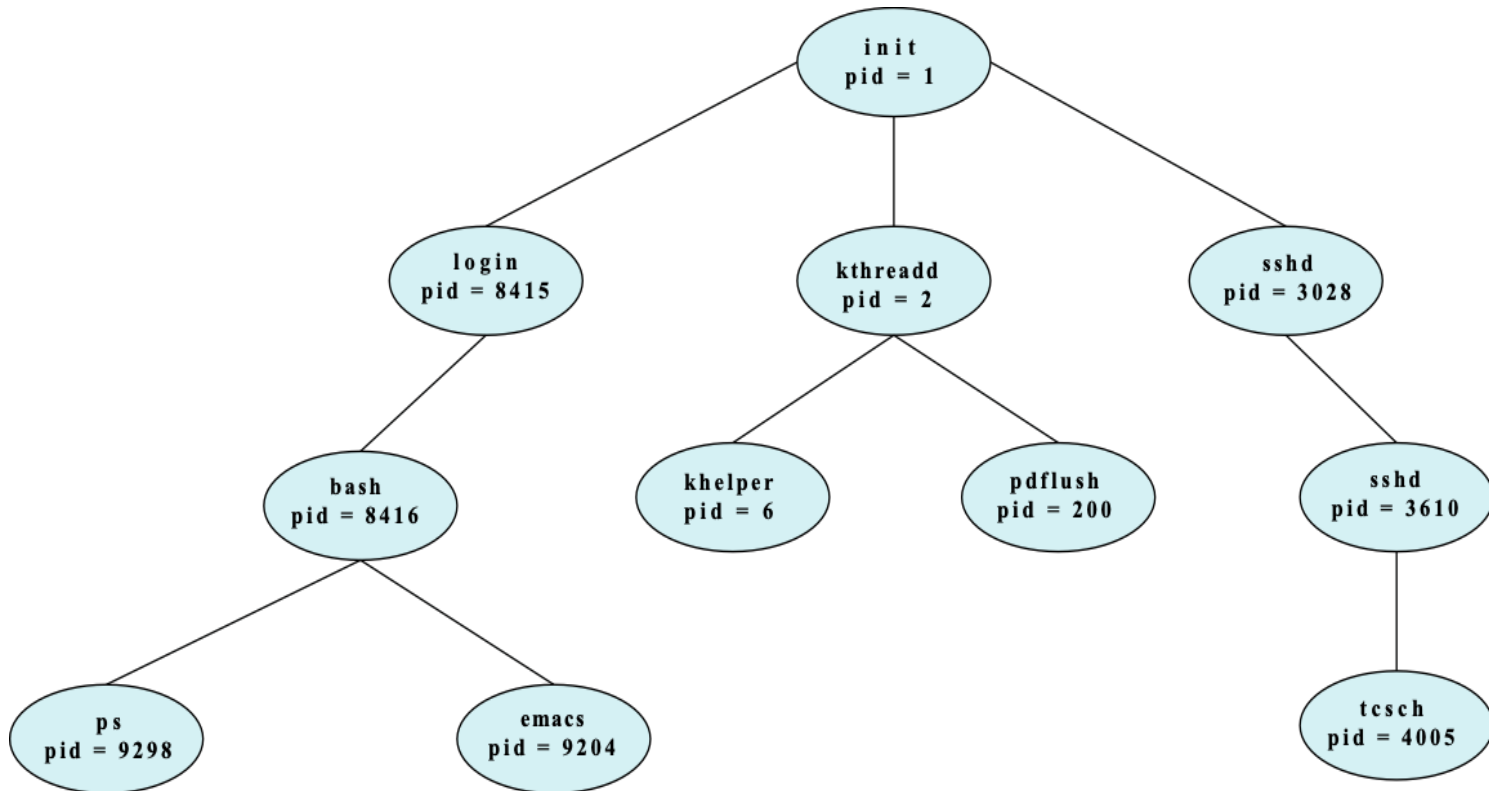 init
pid = 1
login
pid = 8415
kthreadd
pid = 2
sshd
pid = 3028
bash
pid = 8416
khelper
pid = 6
pdflush
pid = 200
sshd
pid = 3610
ps
pid = 9298
emacs
pid = 9204
tcsch
pid = 4005